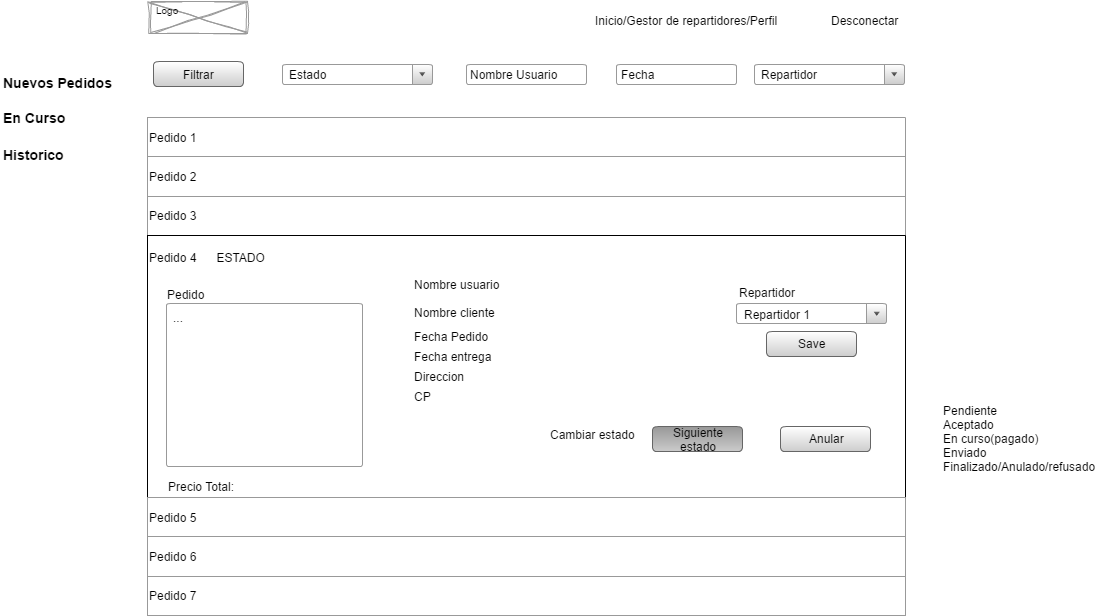 Logo
Inicio/Gestor de repartidores/Perfil
Desconectar
Nuevos Pedidos
En Curso
Historico
Filtrar
Estado
Nombre Usuario
Fecha
Repartidor
Pedido 1
Pedido 2
Pedido 3
Pedido 4 ESTADO
Pedido
...
Nombre usuario
Nombre cliente
Fecha Pedido
Fecha entrega
Direccion
CP
Repartidor
Repartidor 1
Save
Cambiar estado
Siguiente
estado
Anular
Precio Total:
Pedido 5
Pedido 6
Pedido 7
Pendiente
Aceptado
En curso(pagado)
Enviado
Finalizado/Anulado/refusado